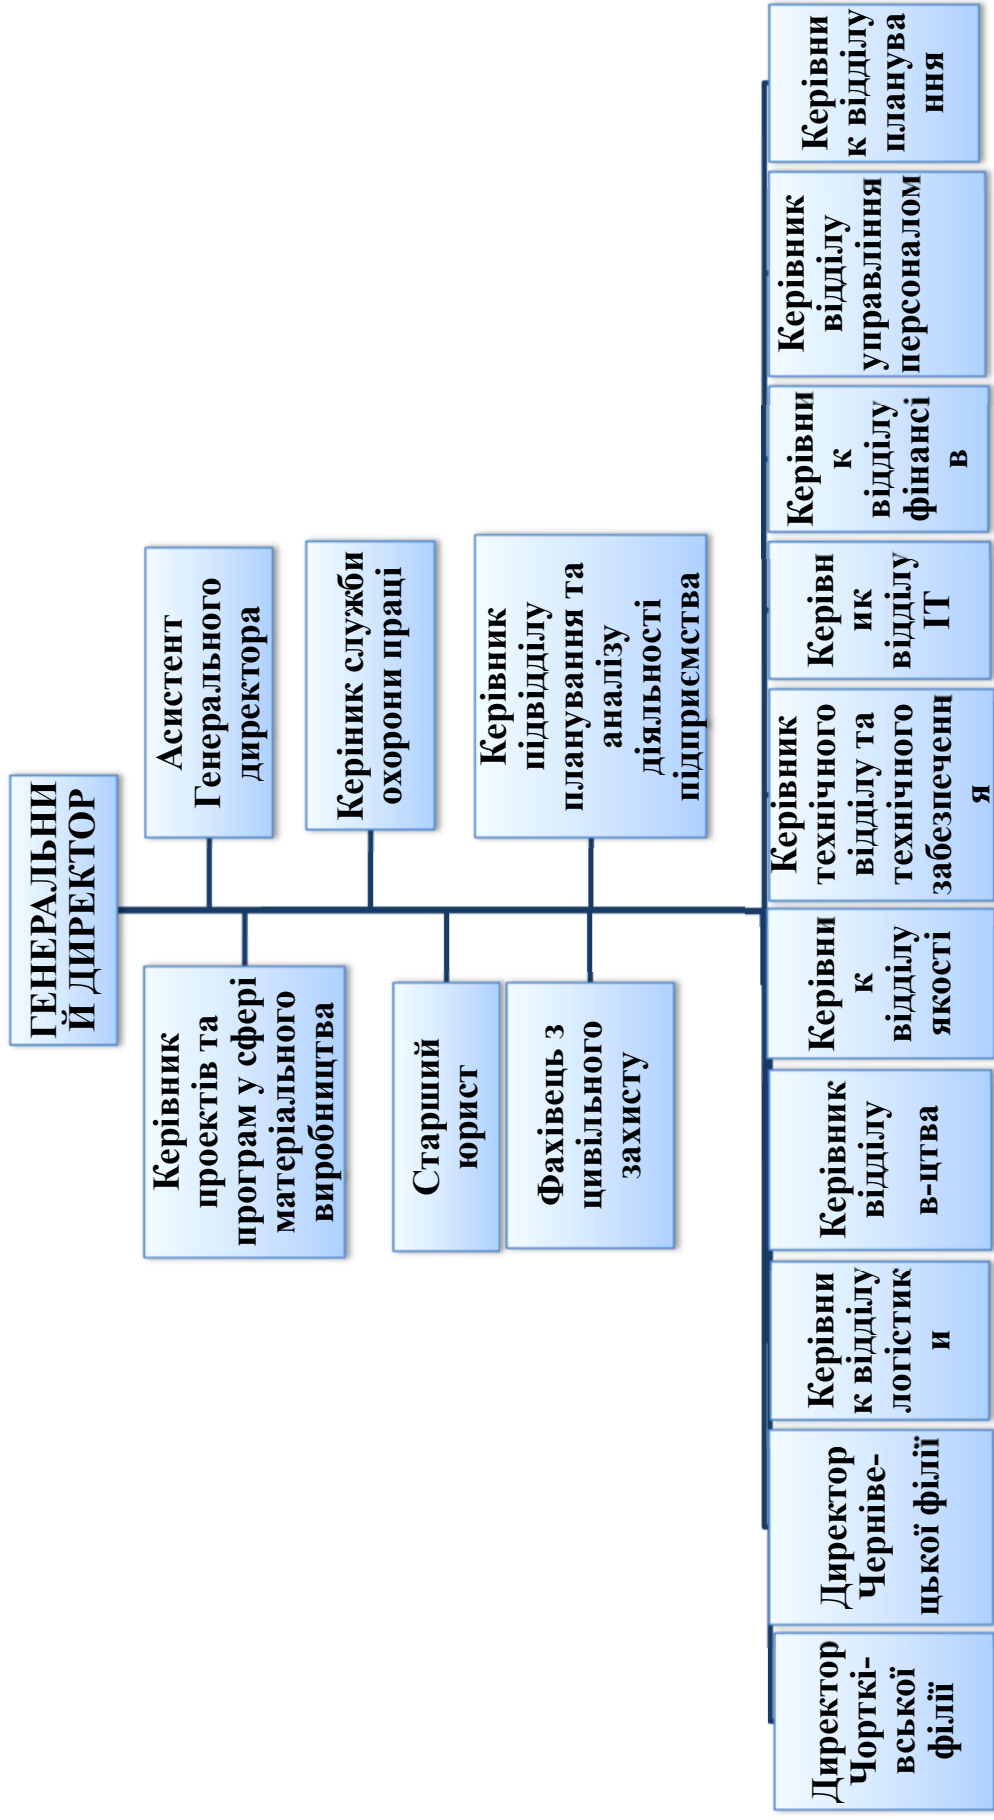 ГЕНЕРАЛЬНИ
Й ДИРЕКТОР
Керівник
проектів та
програм у сфері
матеріального
виробництва
Асистент
Генерального
директора
Керіник служби
охорони праці
Старший
юрист
Фахівець з
цивільного
захисту
Керівник
підвідділу
планування та
аналізу
діяльності
підприємства
Директор
Чорткі-
вської
філії
Директор
Черніве-
цької філії
Керівни
к відділу
логістик
и
Керівник
відділу
в-цтва
Керівни
к
відділу
якості
Керівник
технічного
відділу та
технічного
забезпеченн
я
Керівн
ик
відділу
ІТ
Керівни
к
відділу
фінансі
в
Керівник
відділу
управління
персоналом
Керівни
к відділу
планува
ння